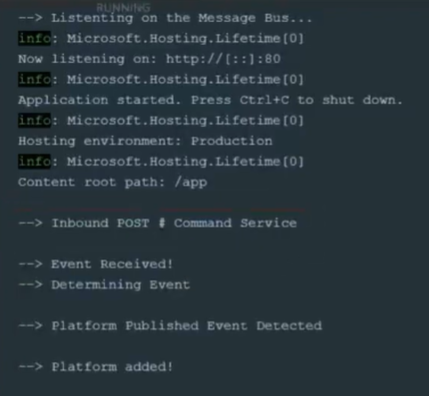 RUNNING
--> Listenting on the Message Bus...
info: Microsoft.Hosting.Lifetime[0]
Now listening on: http://[::]:80
info: Microsoft.Hosting.Lifetime[0]
Application started. Press Ctrl+C to shut down.
info: Microsoft.Hosting.Lifetime[0]
Hosting environment: Production
info: Microsoft.Hosting.Lifetime[0]
Content root path: /app
--> Inbound POST # Command Service
--> Event Received!
--> Determining Event
--> Platform Published Event Detected
--> Platform added!